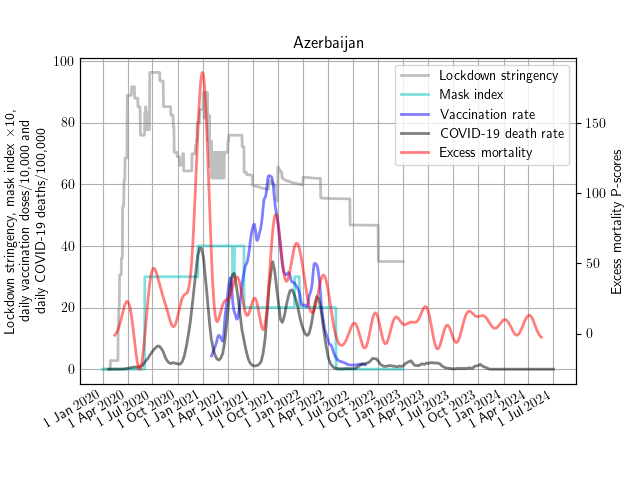 Azerbaijan
Lockdown stringency, mask index ×10,
daily vaccination doses/10,000 and
daily COVID-19 deaths/100,000
100
80
60
40
20
0
Lockdown stringency
Mask index
Vaccination rate
COVID-19 death rate
Excess mortality
150
100
50
0
Excess mortality P-scores
1 Jan 2020
1 Apr 2020
1 Jul 2020
1 Oct 2020
1 Jan 2021
1 Apr 2021
1 Jul 2021
1 Oct 2021
1 Jan 2022
1 Apr 2022
1 Jul 2022
1 Oct 2022
1 Jan 2023
1 Apr 2023
1 Jul 2023
1 Oct 2023
1 Jan 2024
1 Apr 2024
1 Jul 2024